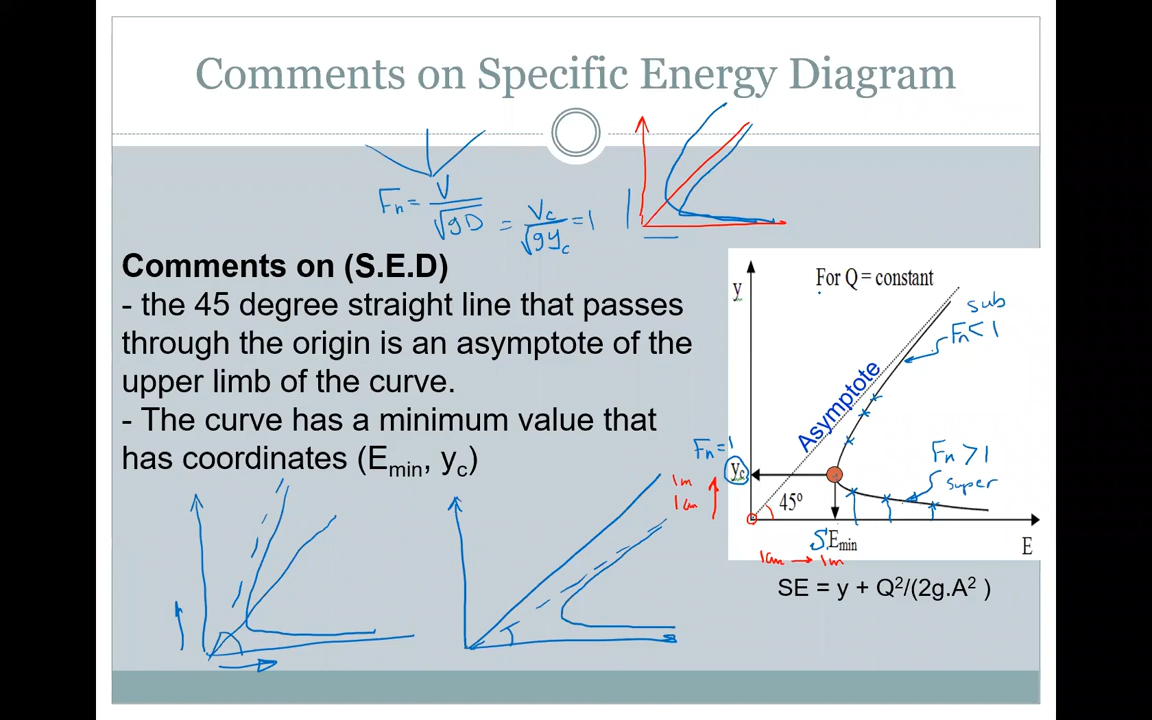 Comments on Specific Energy Diagram
Fn = V / √gD = Vc / √gyc = 1
Comments on (S.E.D)
- the 45 degree straight line that passes
through the origin is an asymptote of the
upper limb of the curve.
- The curve has a minimum value that
has coordinates (Emin, yc)
For Q = constant
y
sub
Fn < 1
Asymptote
Fn = 1
yc
1m
1cm
45º
Fn > 1
super
S.Emin
E
1cm → 1m
SE = y + Q²/(2g.A² )